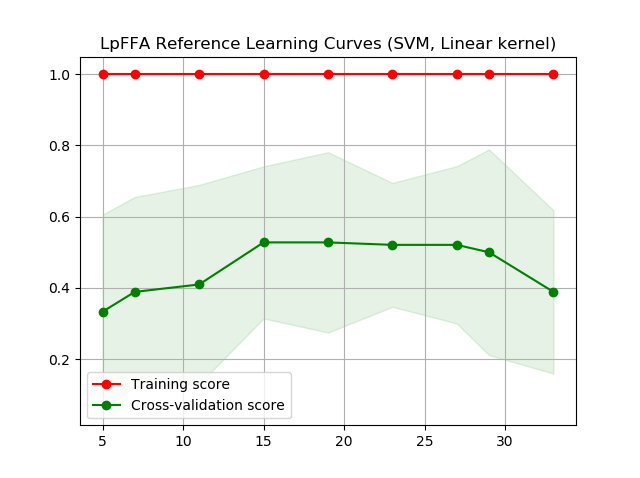 LpFFA Reference Learning Curves (SVM, Linear kernel)
1.0
0.8
0.6
0.4
0.2
Training score
Cross-validation score
5 10 15 20 25 30